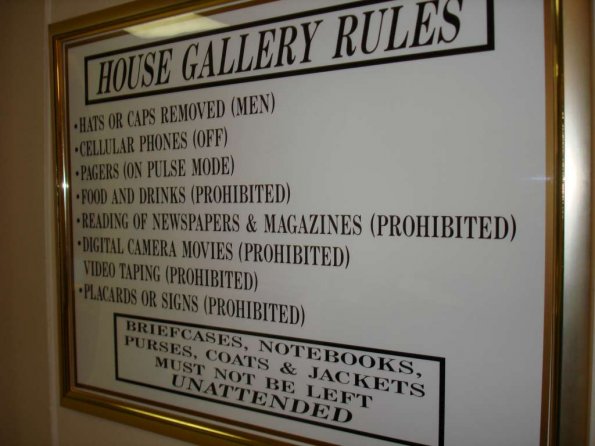 HOUSE GALLERY RULES
•HATS OR CAPS REMOVED (MEN)
•CELLULAR PHONES (OFF)
•PAGERS (ON PULSE MODE)
•FOOD AND DRINKS (PROHIBITED)
•READING OF NEWSPAPERS & MAGAZINES (PROHIBITED)
•DIGITAL CAMERA MOVIES (PROHIBITED)
VIDEO TAPING (PROHIBITED)
•PLACARDS OR SIGNS (PROHIBITED)
BRIEFCASES, NOTEBOOKS,
PURSES, COATS & JACKETS
MUST NOT BE LEFT
UNATTENDED